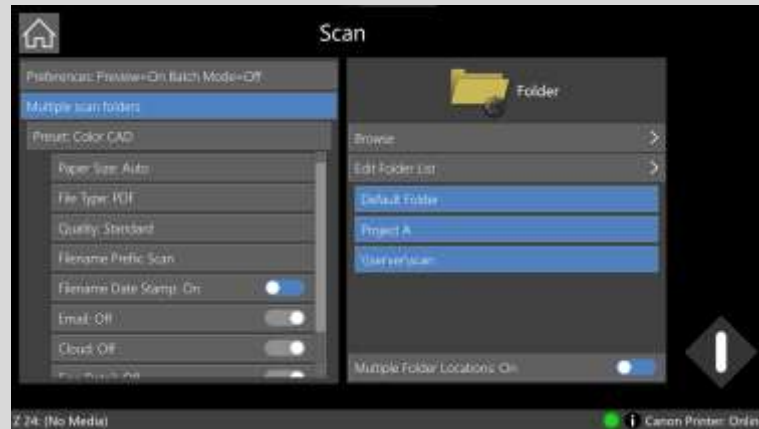 Scan
Preferences: Preview=On Batch Mode=Off
Multiple scan folders
Preset: Color CAD
Paper Size: Auto
File Type: PDF
Quality: Standard
Filename Prefix: Scan
Filename Date Stamp: On
Email: Off
Cloud: Off
Folder
Browse
Edit Folder List
Default Folder
Project A
\\server\scan
Multiple Folder Locations: On
Z 24: (No Media)
Canon Printer: Onlin